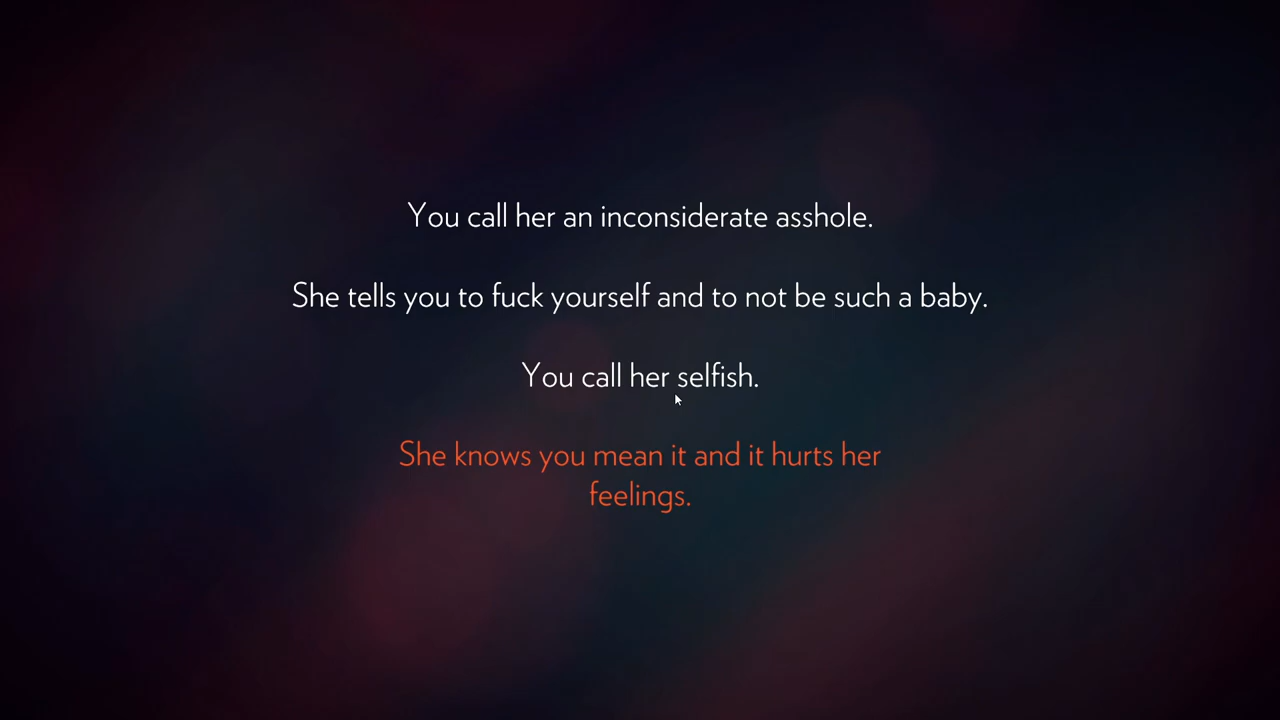 You call her an inconsiderate asshole.
She tells you to fuck yourself and to not be such a baby.
You call her selfish.
She knows you mean it and it hurts her
feelings.